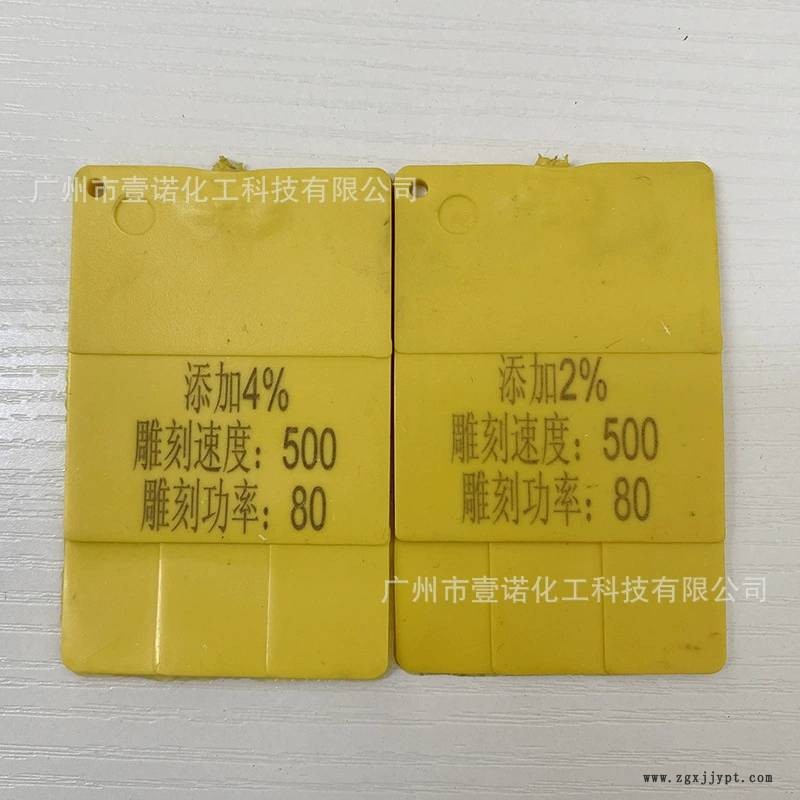 广州市壹诺化工科技有限公司
添加4%
雕刻速度：500
雕刻功率：80
添加2%
雕刻速度：500
雕刻功率：80
广州市壹诺化工科技有限公司
www.zgxjjypt.com